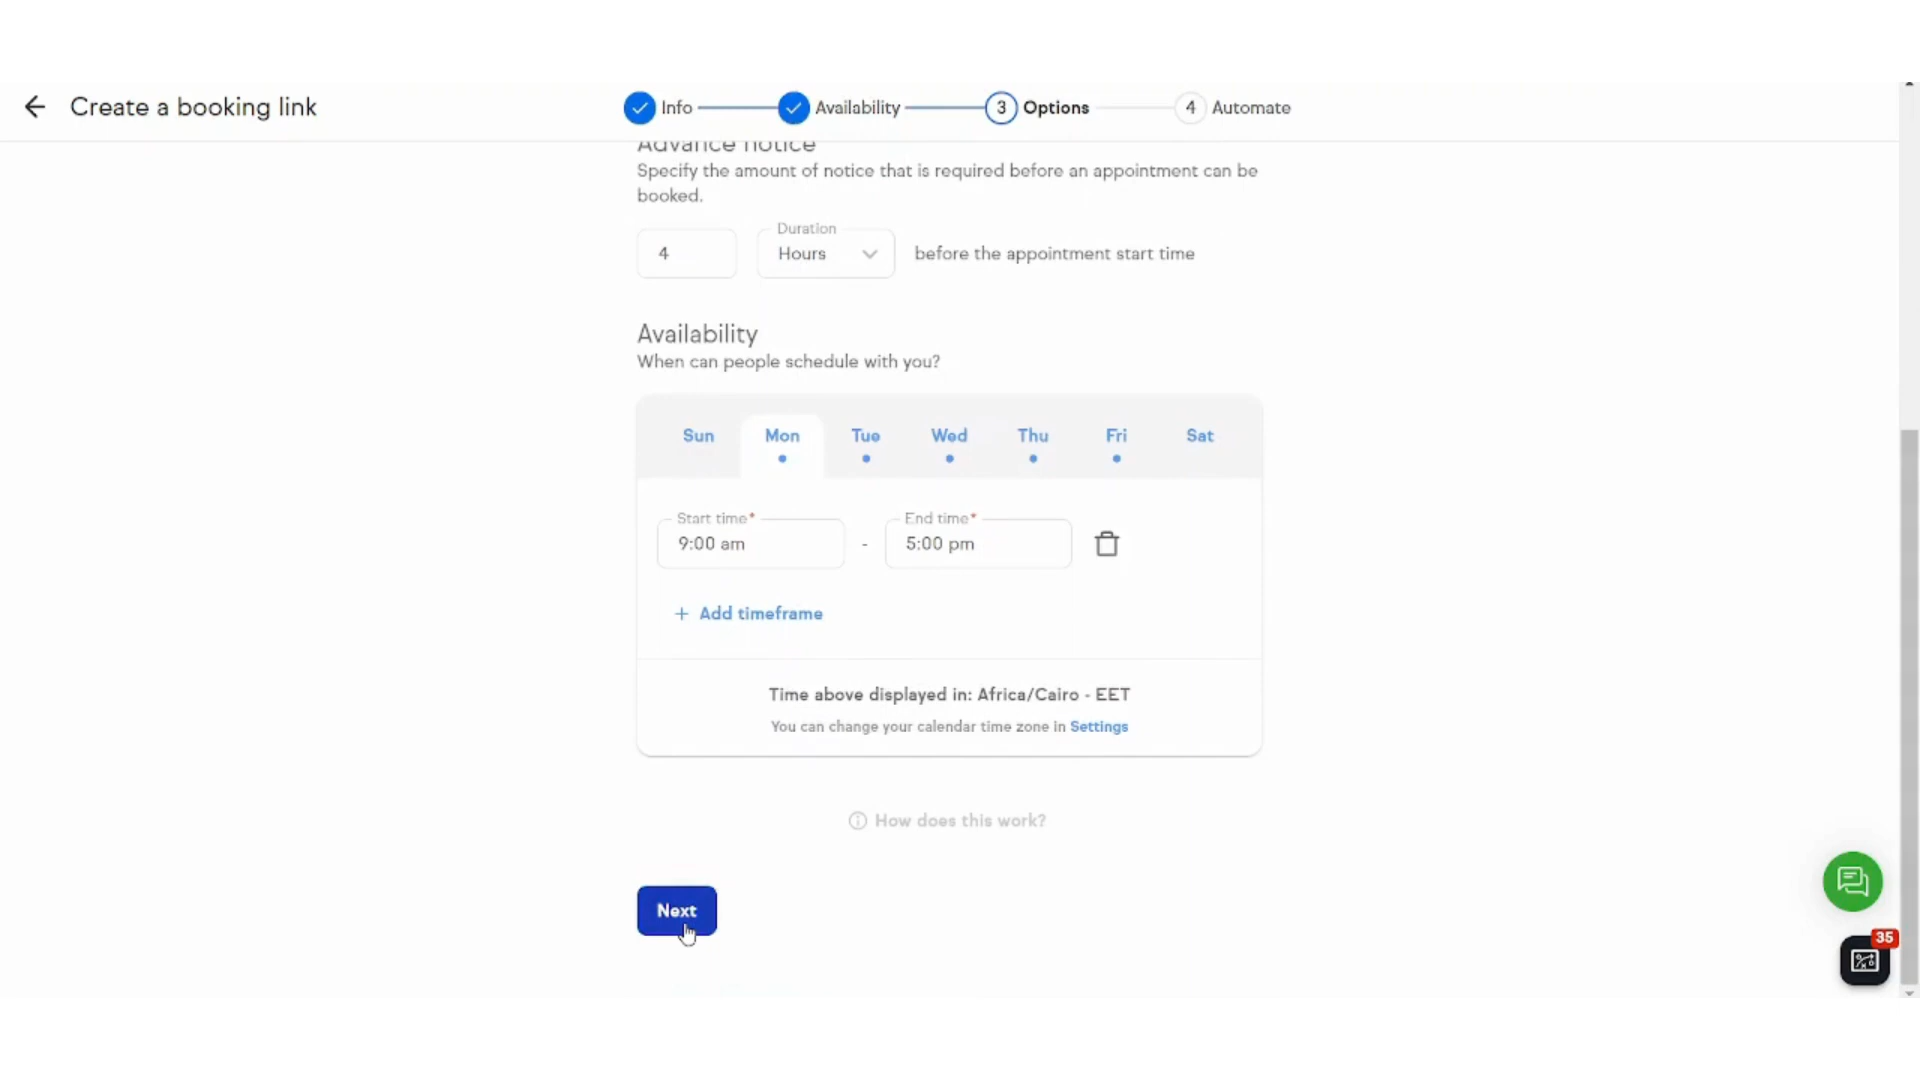 Create a booking link
Info
Availability
3
Options
4
Automate
Advance notice
Specify the amount of notice that is required before an appointment can be
booked.
Duration
4
Hours
before the appointment start time
Availability
When can people schedule with you?
Sun Mon Tue Wed Thu Fri Sat
Start time*
End time*
9:00 am
-
5:00 pm
+ Add timeframe
Time above displayed in: Africa/Cairo - EET
You can change your calendar time zone in Settings
How does this work?
Next
35